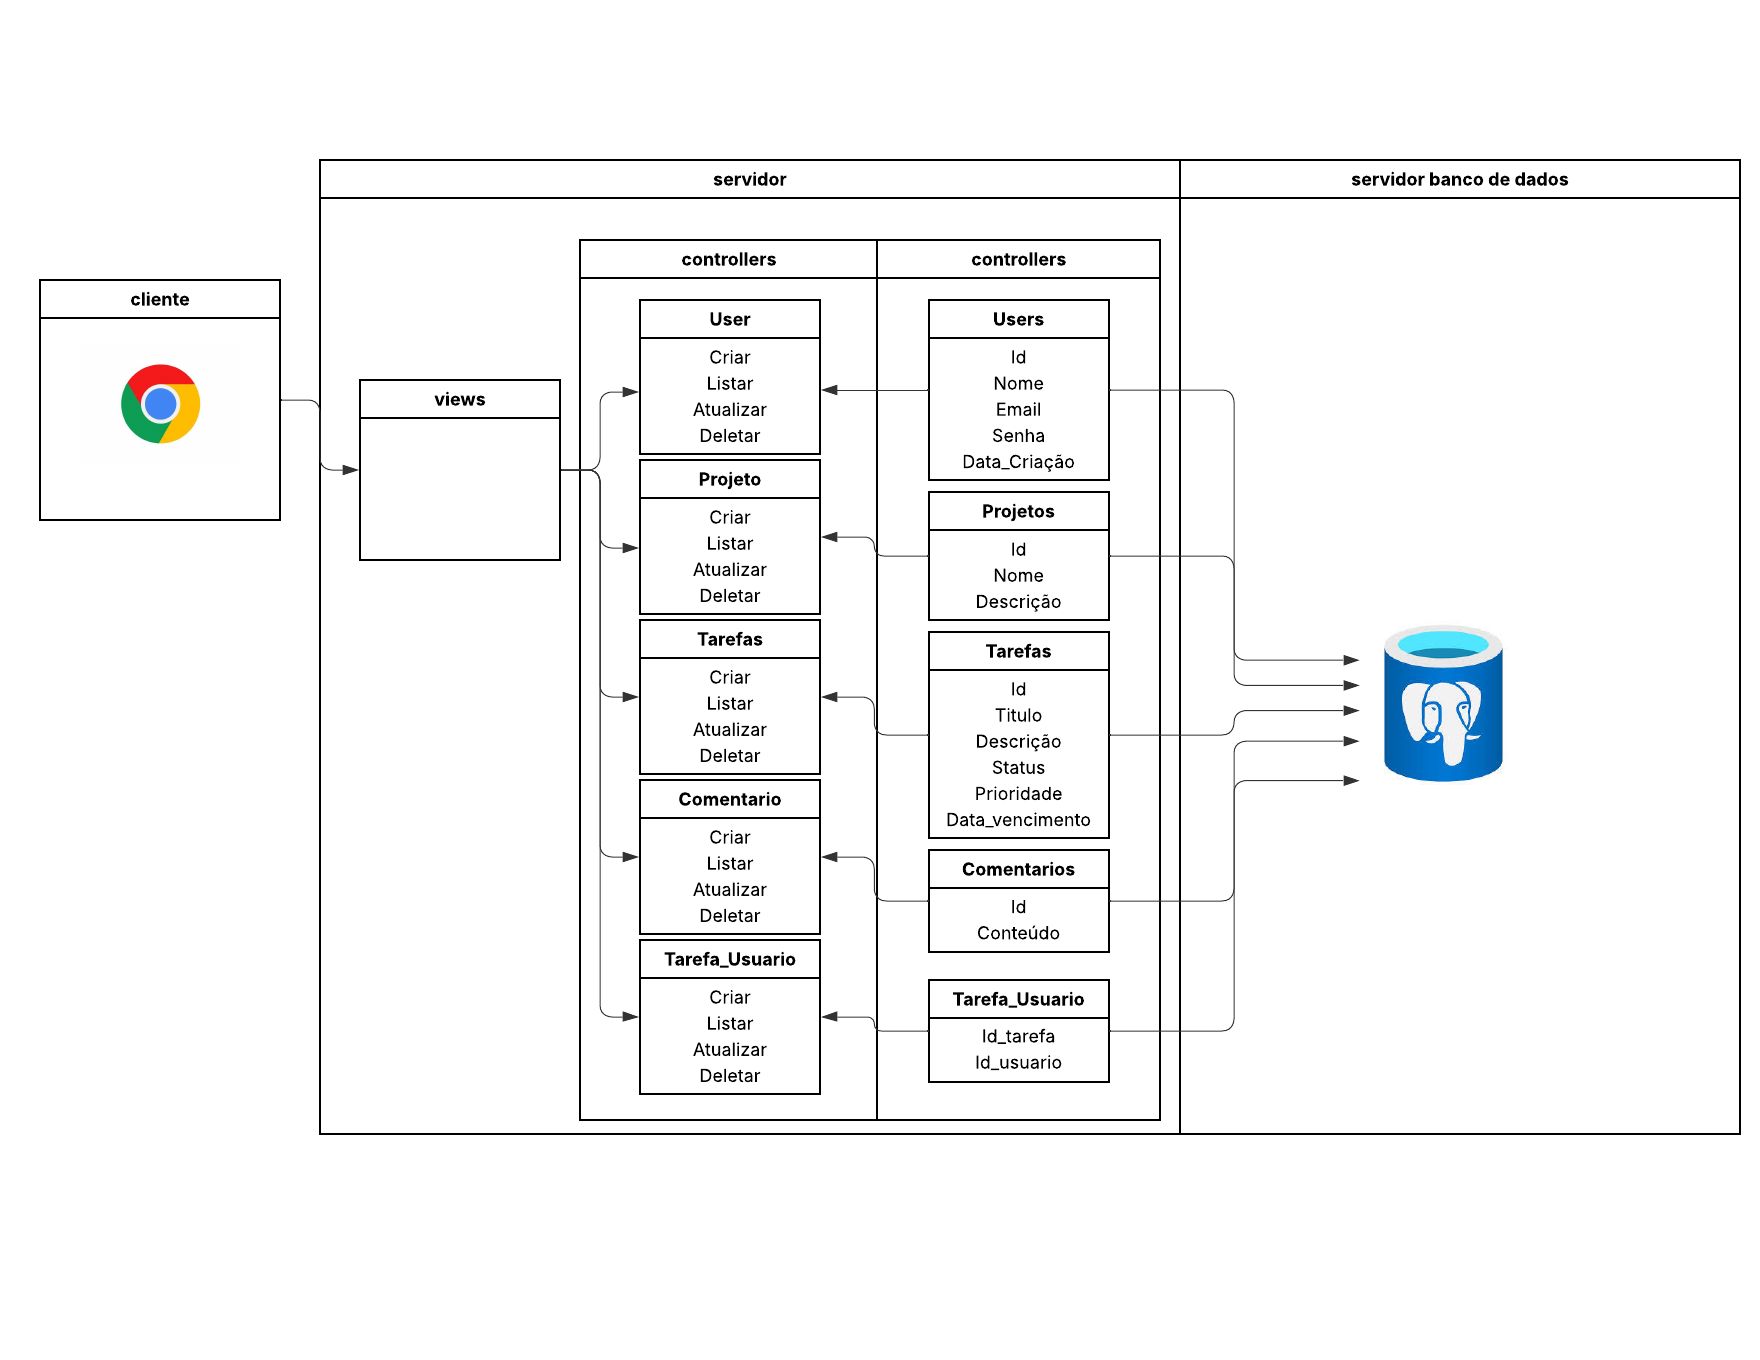 servidor
servidor banco de dados
cliente
views
controllers
User
Criar
Listar
Atualizar
Deletar
Projeto
Criar
Listar
Atualizar
Deletar
Tarefas
Criar
Listar
Atualizar
Deletar
Comentario
Criar
Listar
Atualizar
Deletar
Tarefa_Usuario
Criar
Listar
Atualizar
Deletar
controllers
Users
Id
Nome
Email
Senha
Data_Criação
Projetos
Id
Nome
Descrição
Tarefas
Id
Titulo
Descrição
Status
Prioridade
Data_vencimento
Comentarios
Id
Conteúdo
Tarefa_Usuario
Id_tarefa
Id_usuario